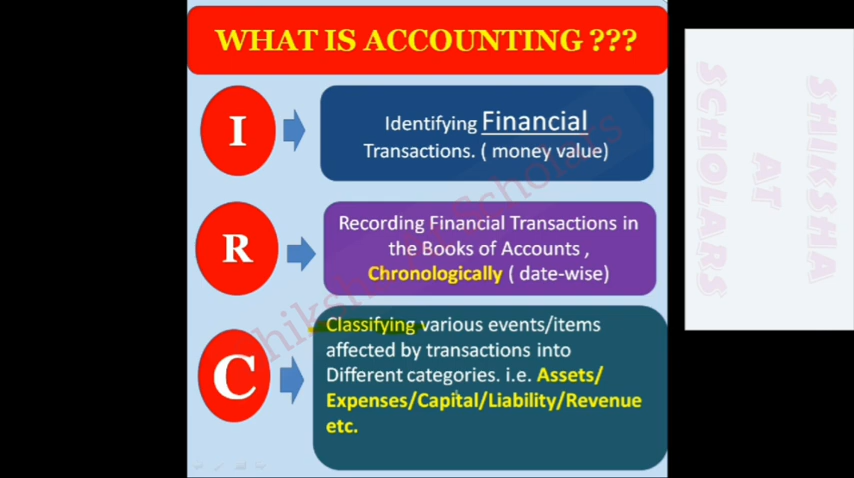 WHAT IS ACCOUNTING ???
I
Identifying Financial
Transactions. ( money value)
R
Recording Financial Transactions in
the Books of Accounts ,
Chronologically ( date-wise)
C
Classifying various events/items
affected by transactions into
Different categories. i.e. Assets/
Expenses/Capital/Liability/Revenue
etc.
Shiksha Scholars
SHIKSHA
AT
SCHOLARS